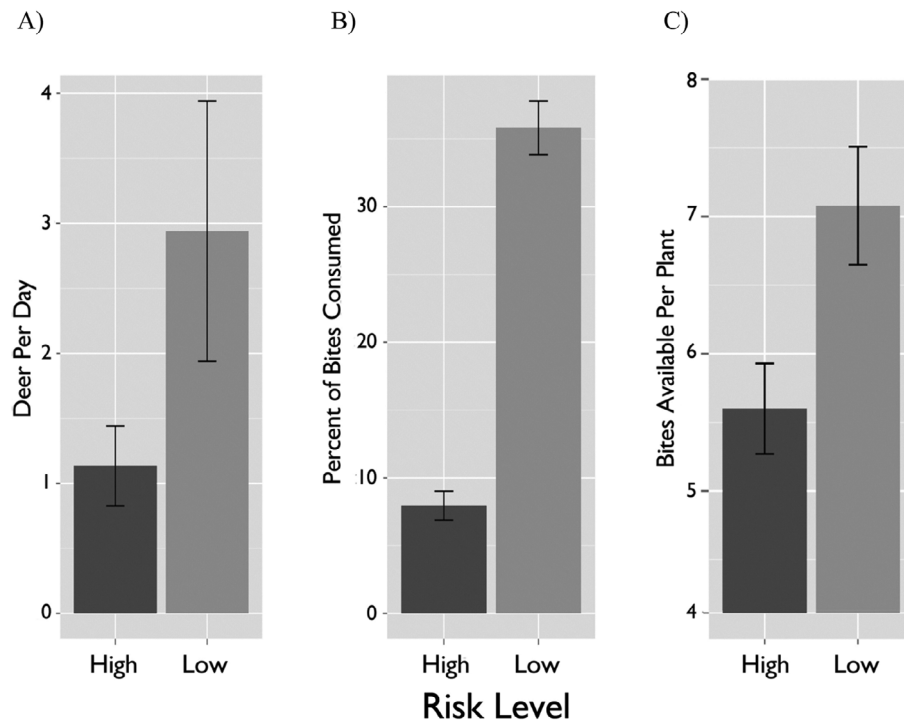 A)
B)
C)
Deer Per Day
4
3
2
1
0
High Low
Percent of Bites Consumed
30
20
10
0
High Low
Bites Available Per Plant
8
7
6
5
4
High Low
Risk Level